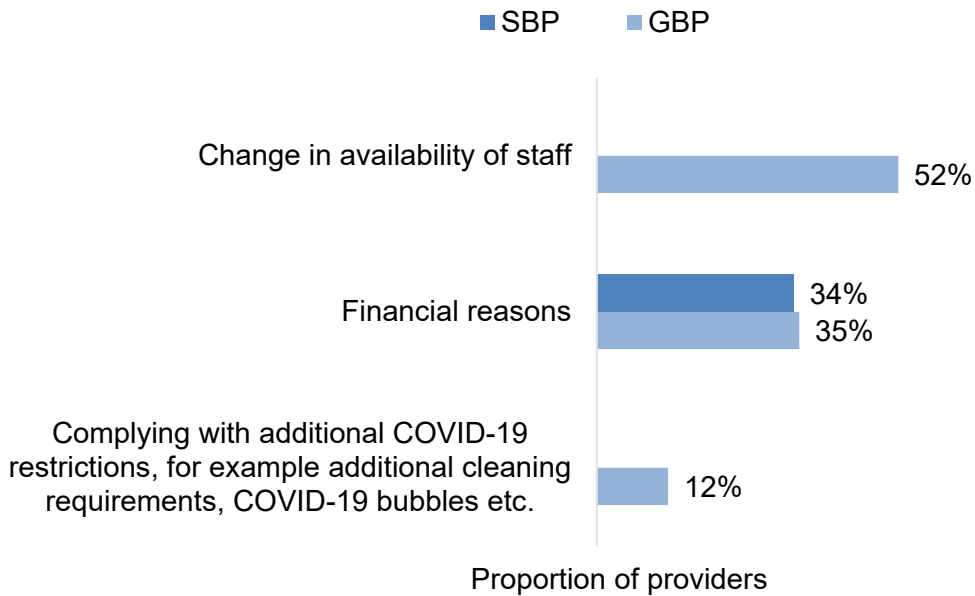 SBP GBP
Change in availability of staff
52%
Financial reasons
34%
35%
Complying with additional COVID-19
restrictions, for example additional cleaning
requirements, COVID-19 bubbles etc.
12%
Proportion of providers